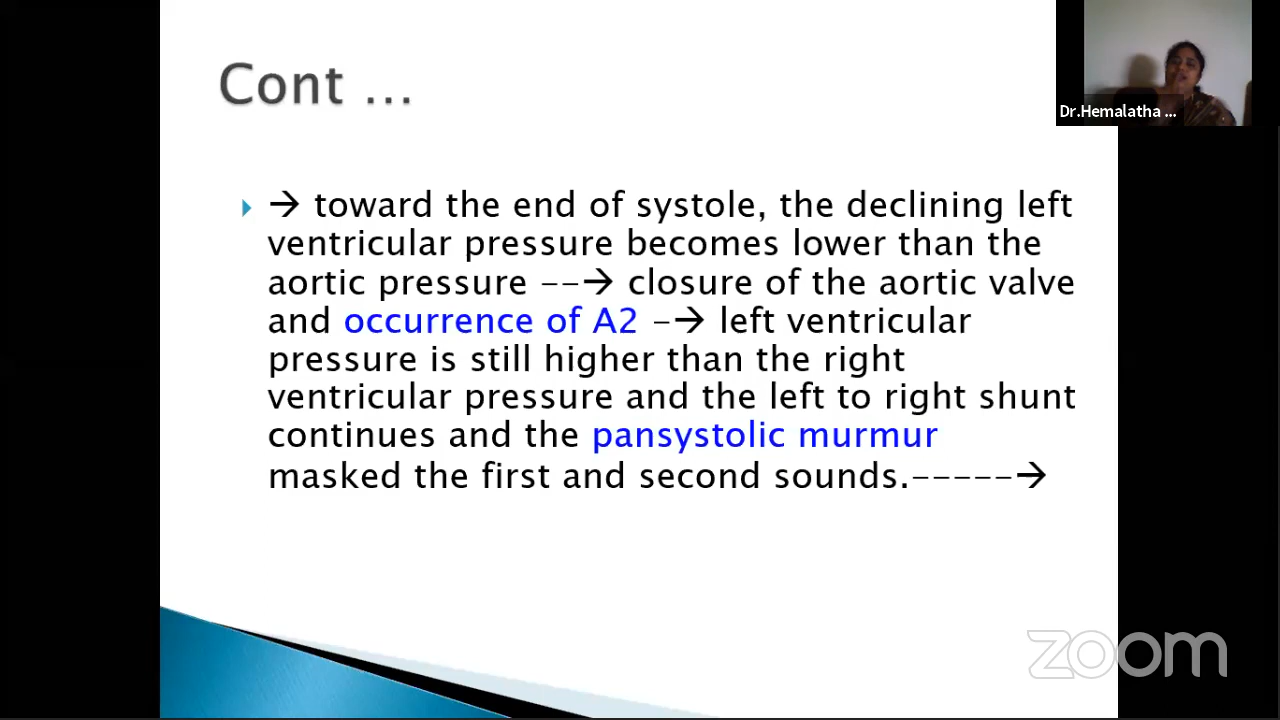 Cont ...
Dr.Hemalatha ...
→ toward the end of systole, the declining left
ventricular pressure becomes lower than the
aortic pressure --→ closure of the aortic valve
and occurrence of A2 -→ left ventricular
pressure is still higher than the right
ventricular pressure and the left to right shunt
continues and the pansystolic murmur
masked the first and second sounds.-----→
zoom